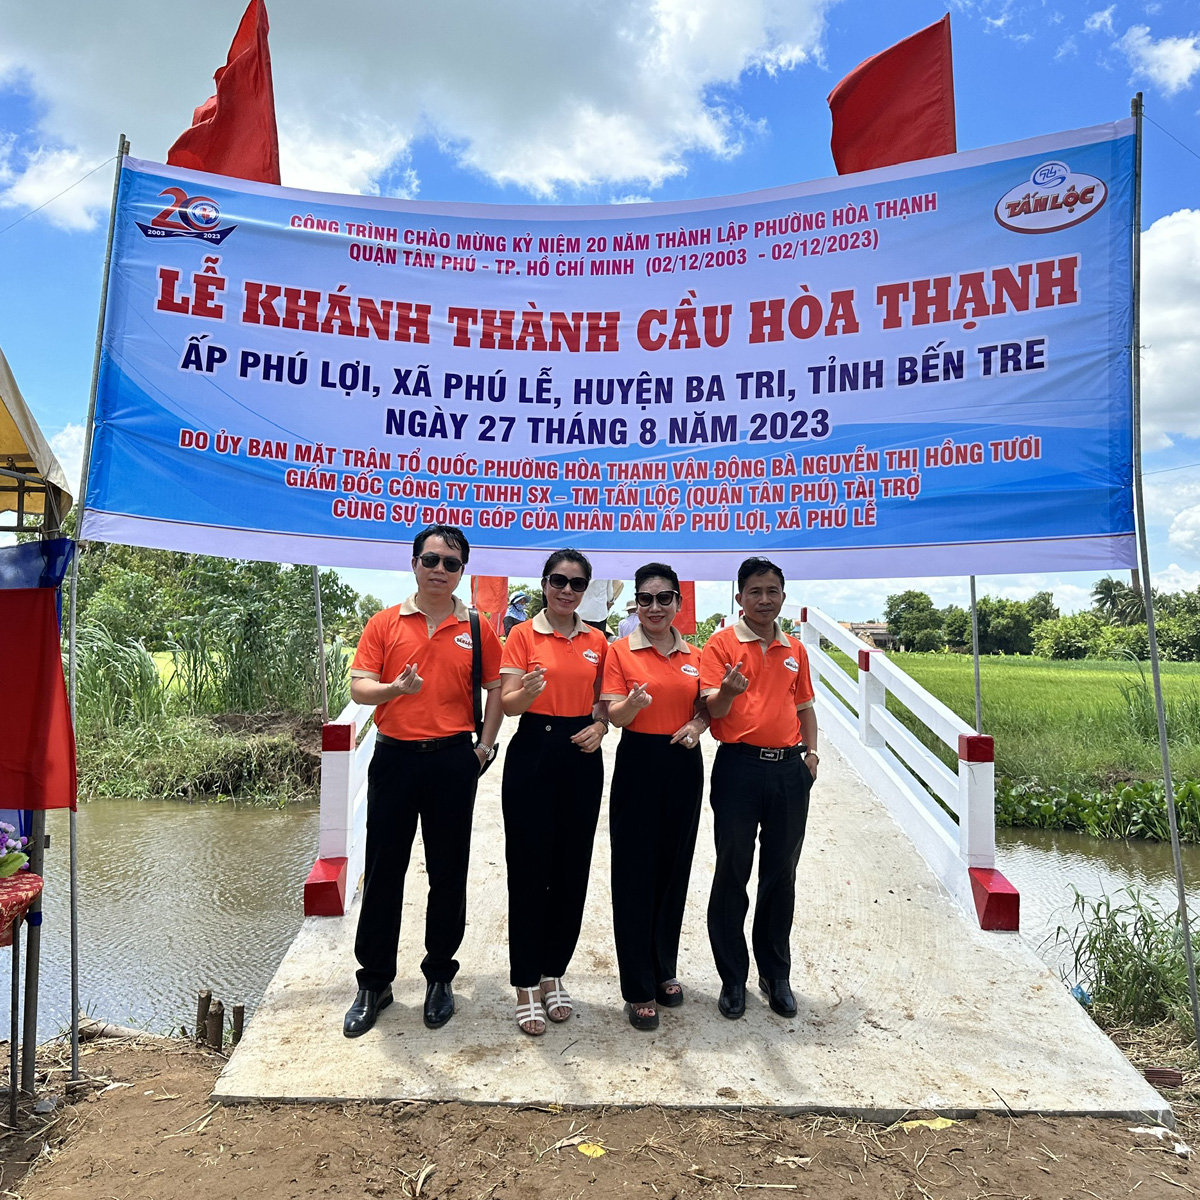 CÔNG TRÌNH CHÀO MỪNG KỶ NIỆM 20 NĂM THÀNH LẬP PHƯỜNG HÒA THẠNH
QUẬN TÂN PHÚ - TP. HỒ CHÍ MINH (02/12/2003 - 02/12/2023)
20
2003 2023
TẤN LỘC
LỄ KHÁNH THÀNH CẦU HÒA THẠNH
ẤP PHÚ LỢI, XÃ PHÚ LỄ, HUYỆN BA TRI, TỈNH BẾN TRE
NGÀY 27 THÁNG 8 NĂM 2023
DO ỦY BAN MẶT TRẬN TỔ QUỐC PHƯỜNG HÒA THẠNH VẬN ĐỘNG BÀ NGUYỄN THỊ HỒNG TƯƠI
GIÁM ĐỐC CÔNG TY TNHH SX – TM TẤN LỘC (QUẬN TÂN PHÚ) TÀI TRỢ
CÙNG SỰ ĐÓNG GÓP CỦA NHÂN DÂN ẤP PHÚ LỢI, XÃ PHÚ LỄ